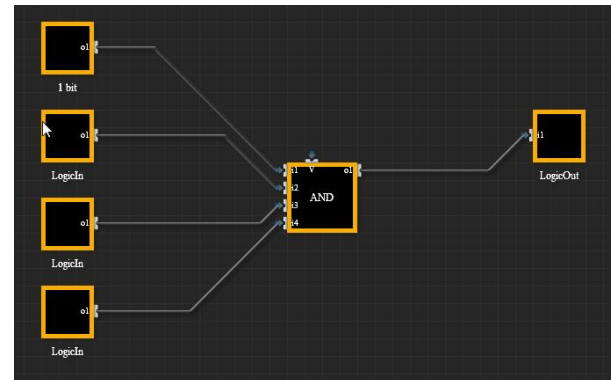 o1
1 bit
o1
LogicIn
o1
LogicIn
o1
LogicIn
i1 V o1
i2
AND
i3
i4
i1
LogicOut